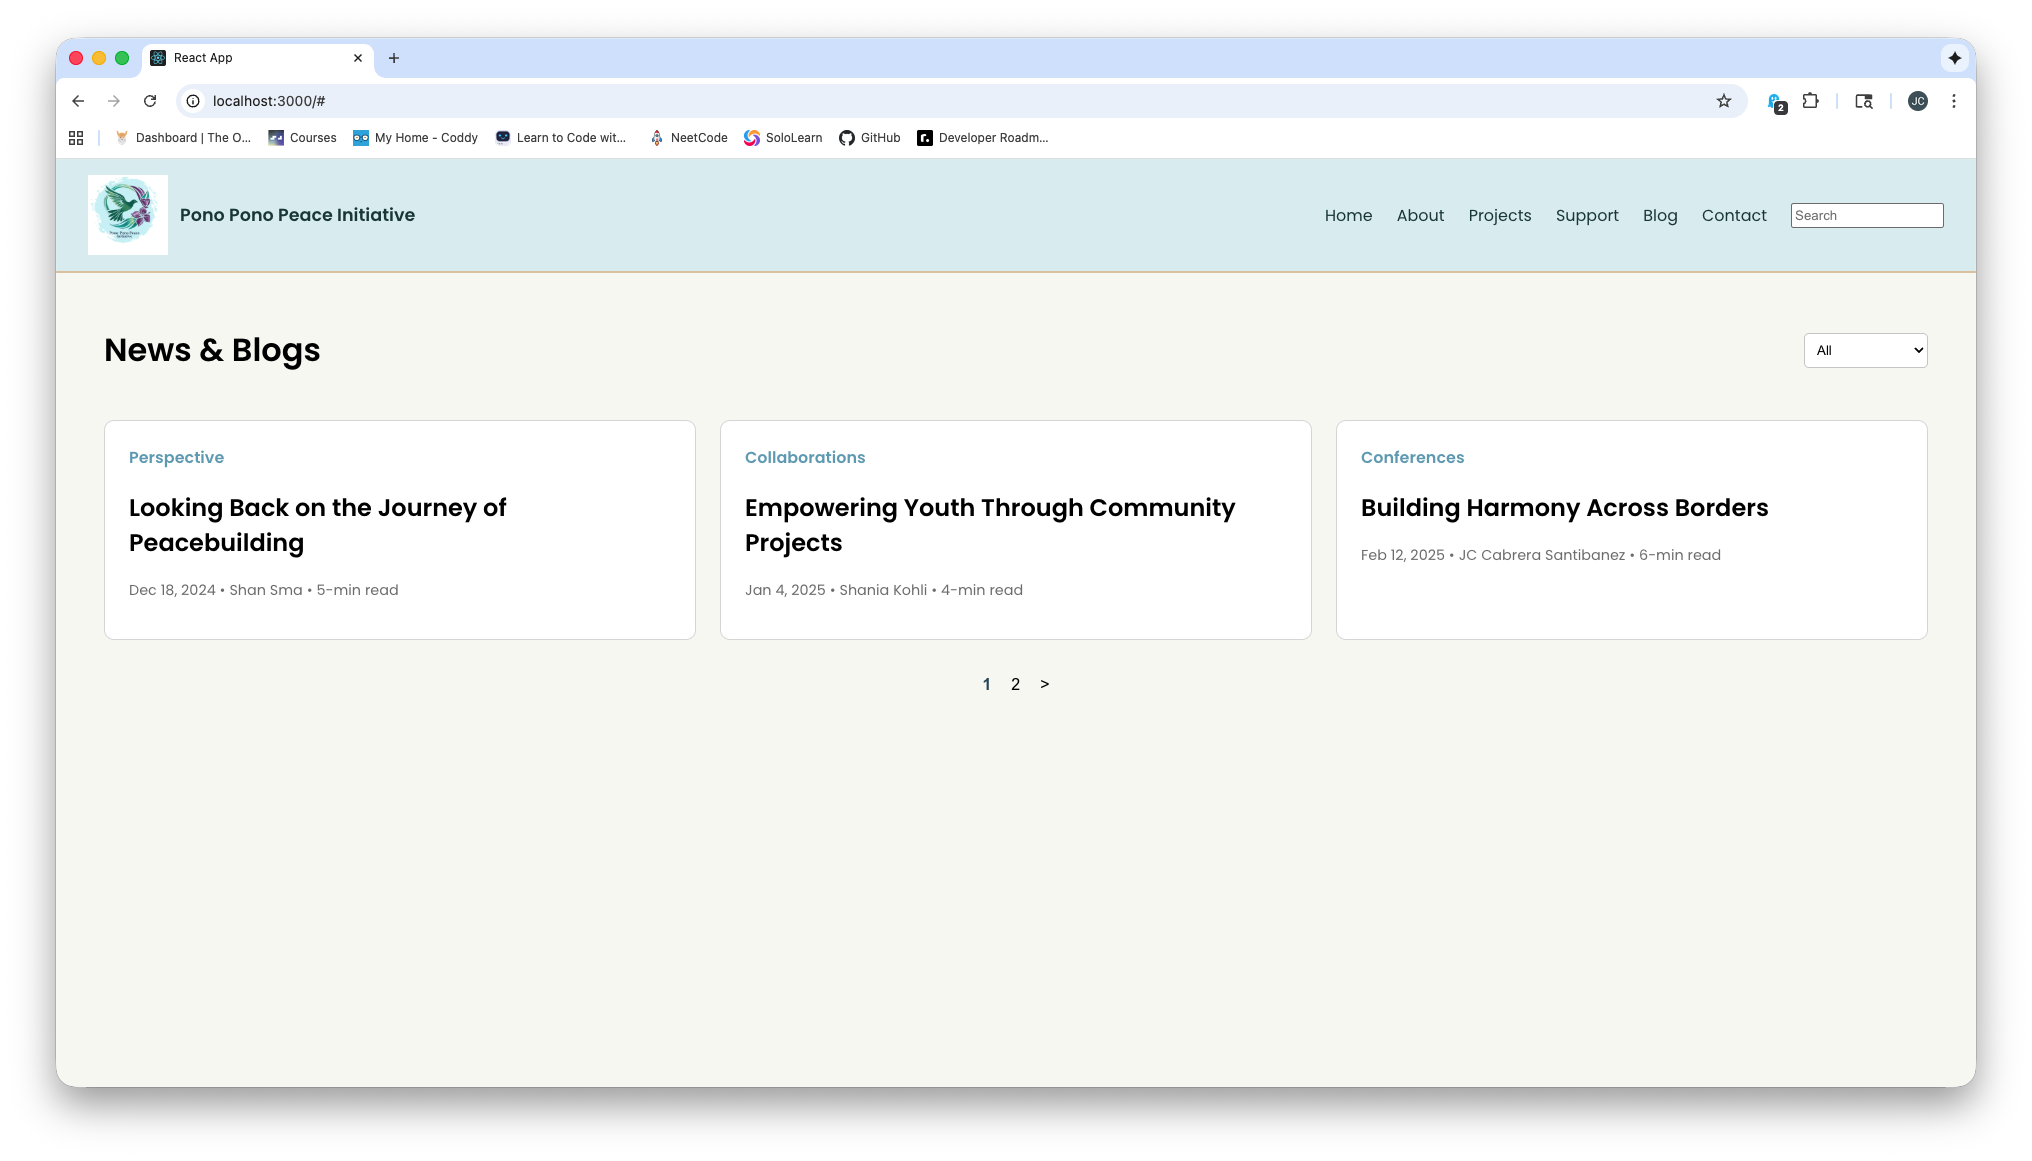 React App
localhost:3000/#
2
JC
Dashboard | The O...
Courses
My Home - Coddy
Learn to Code wit...
NeetCode
SoloLearn
GitHub
Developer Roadm...
Pono Pono Peace Initiative
Home
About
Projects
Support
Blog
Contact
Search
News & Blogs
All
Perspective
Looking Back on the Journey of
Peacebuilding
Dec 18, 2024 • Shan Sma • 5-min read
Collaborations
Empowering Youth Through Community
Projects
Jan 4, 2025 • Shania Kohli • 4-min read
Conferences
Building Harmony Across Borders
Feb 12, 2025 • JC Cabrera Santibanez • 6-min read
1 2 >